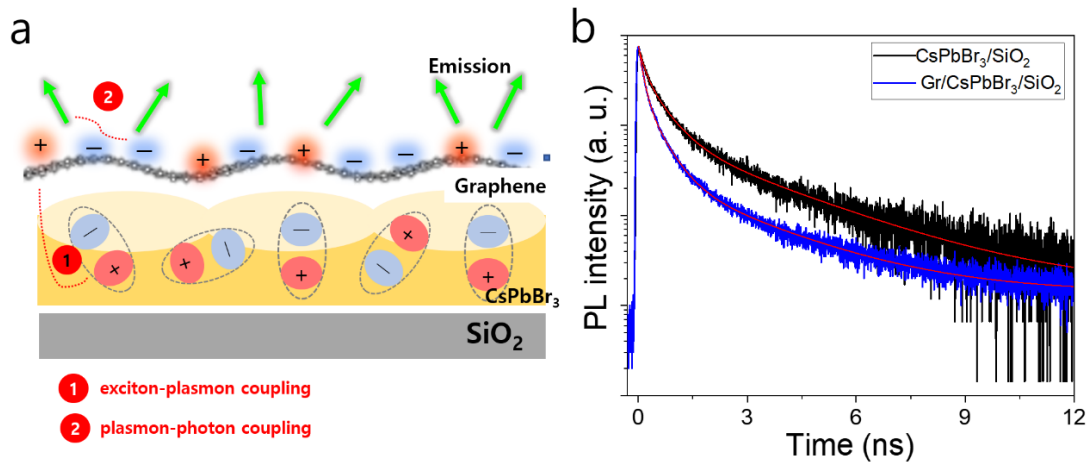 a
Emission
2
+ − − + − + − − + −
Graphene
− + + − − + + − − +
1
CsPbBr₃
SiO₂
1 exciton-plasmon coupling
2 plasmon-photon coupling
b
CsPbBr₃/SiO₂
Gr/CsPbBr₃/SiO₂
PL intensity (a. u.)
0 3 6 9 12
Time (ns)